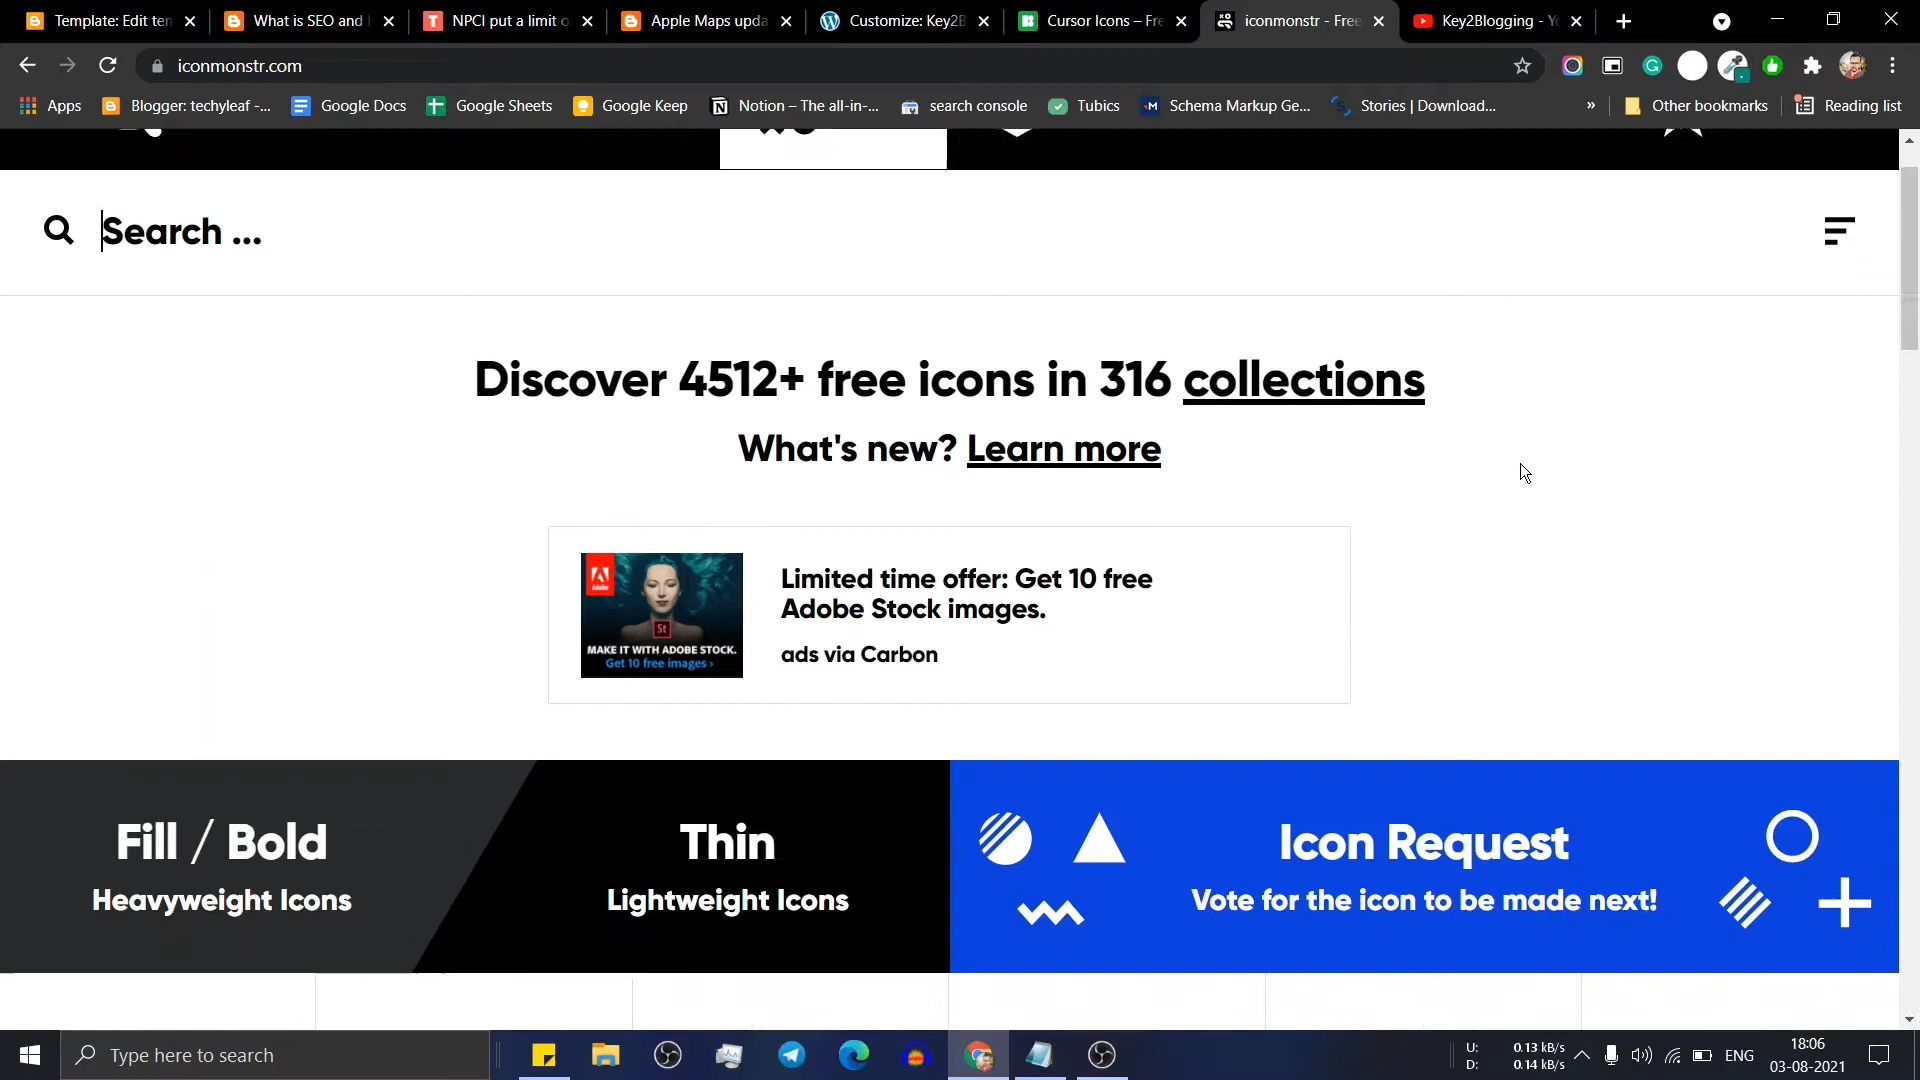 Template: Edit ten
What is SEO and
NPCI put a limit o
Apple Maps upda
Customize: Key2B
Cursor Icons – Fre
iconmonstr - Free
Key2Blogging - Yo
iconmonstr.com
Apps
Blogger: techyleaf -...
Google Docs
Google Sheets
Google Keep
Notion – The all-in-...
search console
Tubics
Schema Markup Ge...
Stories | Download...
»
Other bookmarks
Reading list
Search ...
Discover 4512+ free icons in 316 collections
What's new? Learn more
Adobe
St
MAKE IT WITH ADOBE STOCK.
Get 10 free images ›
Limited time offer: Get 10 free
Adobe Stock images.
ads via Carbon
Fill / Bold
Heavyweight Icons
Thin
Lightweight Icons
Icon Request
Vote for the icon to be made next!
Type here to search
U: 0.13 kB/s
D: 0.14 kB/s
ENG
18:06
03-08-2021